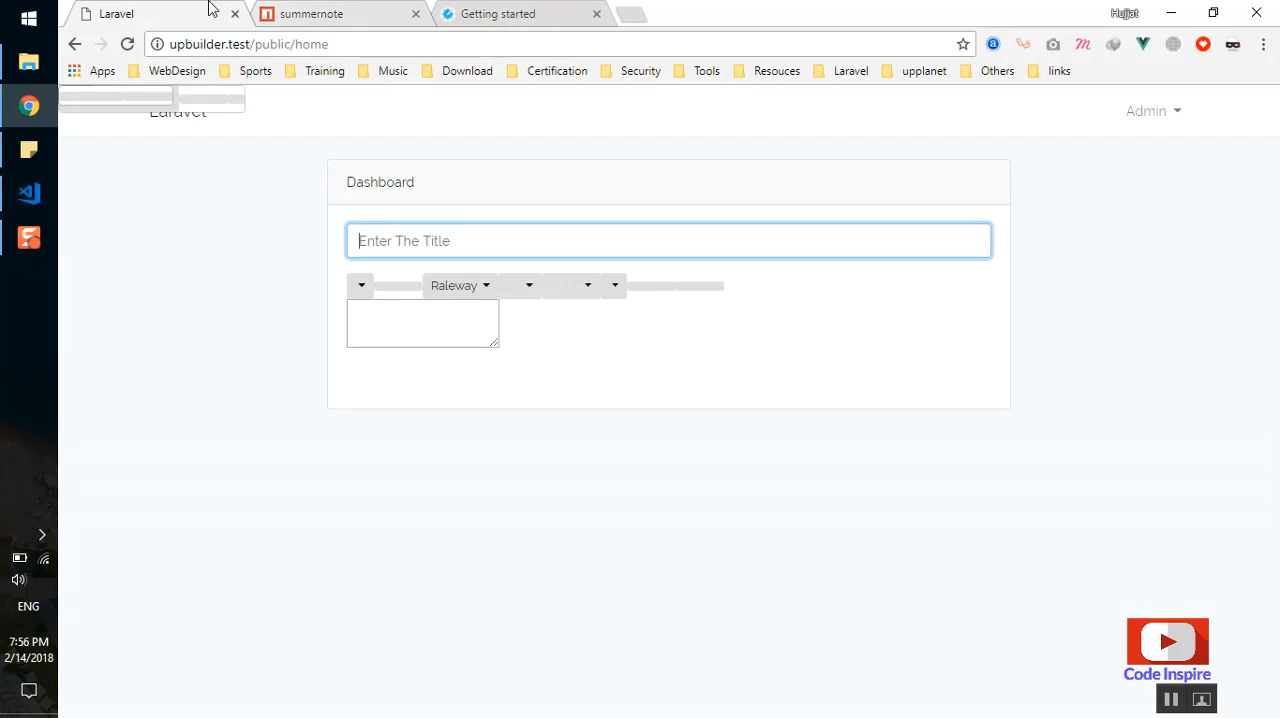 Laravel
summernote
Getting started
Hujjat
upbuilder.test/public/home
Apps
WebDesign
Sports
Training
Music
Download
Certification
Security
Tools
Resouces
Laravel
upplanet
Others
links
Laravel
Admin
Dashboard
Enter The Title
Raleway
ENG
7:56 PM
2/14/2018
Code Inspire